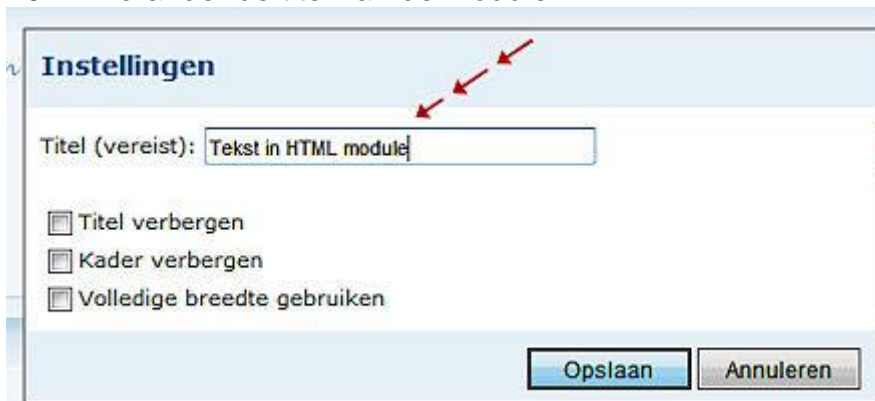 Instellingen
Titel (vereist): Tekst in HTML module
Titel verbergen
Kader verbergen
Volledige breedte gebruiken
Opslaan Annuleren